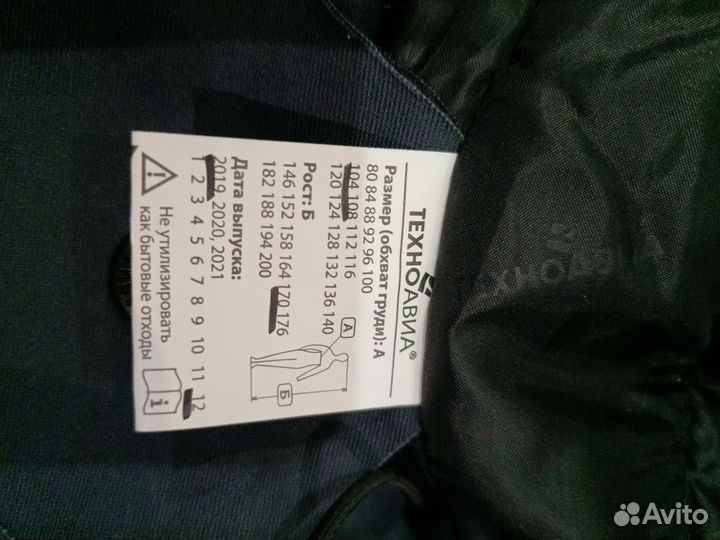 ТЕХНОАВИА®
Размер (обхват груди): А
80 84 88 92 96 100
104 108 112 116
120 124 128 132 136 140
Рост: Б
146 152 158 164 170 176
182 188 194 200
Дата выпуска:
2019, 2020, 2021
1 2 3 4 5 6 7 8 9 10 11 12
Не утилизировать
как бытовые отходы
А
Б
i
ТЕХНОАВИА
Avito